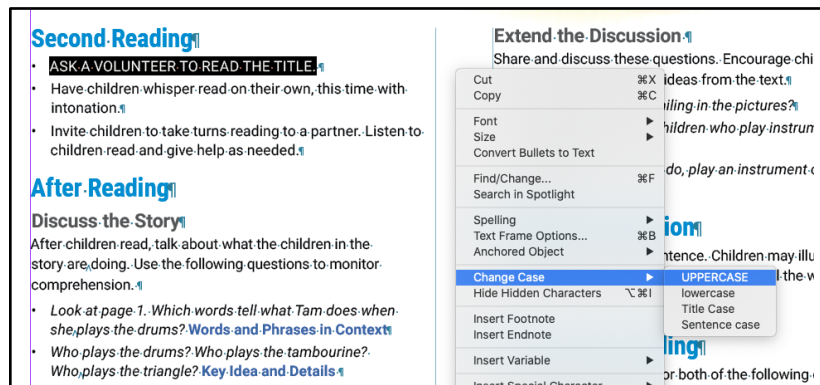 Second Reading
• ASK A VOLUNTEER TO READ THE TITLE.
• Have children whisper read on their own, this time with
intonation.
• Invite children to take turns reading to a partner. Listen to
children read and give help as needed.
After Reading
Discuss the Story
After children read, talk about what the children in the
story are doing. Use the following questions to monitor
comprehension.
• Look at page 1. Which words tell what Tam does when
she plays the drums? Words and Phrases in Context
• Who plays the drums? Who plays the tambourine?
Who plays the triangle? Key Idea and Details
Extend the Discussion
Share and discuss these questions. Encourage chi
ideas from the text.
iling in the pictures?
hildren who play instrum
do, play an instrument o
ion
ntence. Children may illu
l the w
ing
or both of the following
Cut ⌘X
Copy ⌘C
Font
Size
Convert Bullets to Text
Find/Change... ⌘F
Search in Spotlight
Spelling
Text Frame Options... ⌘B
Anchored Object
Change Case
Hide Hidden Characters ⌥⌘I
Insert Footnote
Insert Endnote
Insert Variable
Insert Special Character
UPPERCASE
lowercase
Title Case
Sentence case